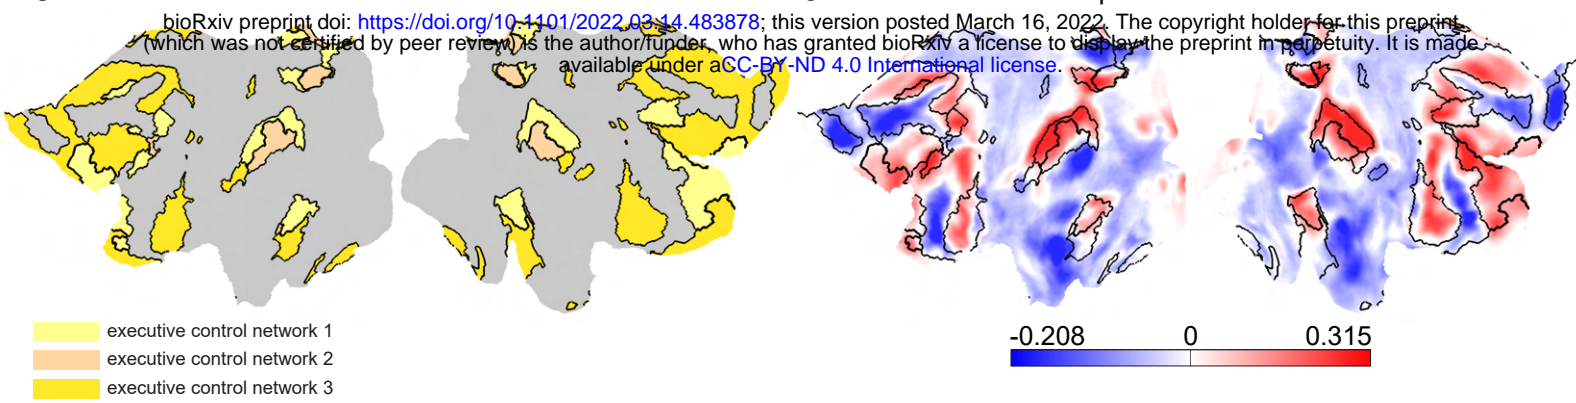 bioRxiv preprint doi: https://doi.org/10.1101/2022.03.14.483878; this version posted March 16, 2022. The copyright holder for this preprint
(which was not certified by peer review) is the author/funder, who has granted bioRxiv a license to display the preprint in perpetuity. It is made
available under aCC-BY-ND 4.0 International license.
executive control network 1
executive control network 2
executive control network 3
-0.208 0 0.315